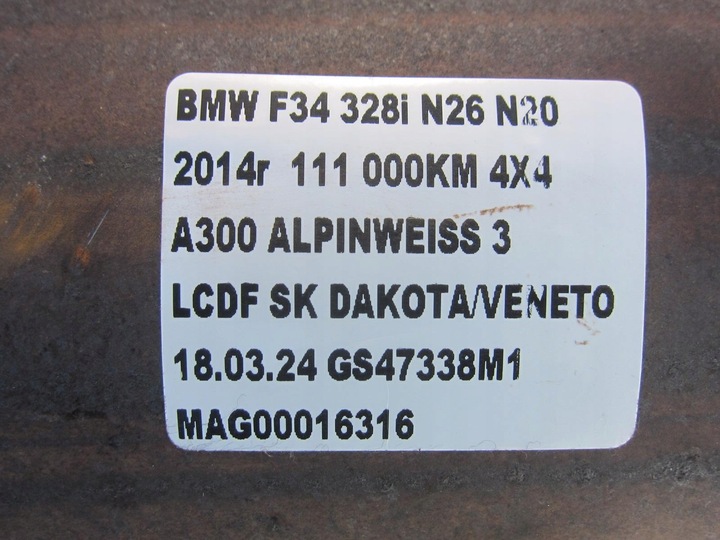 BMW F34 328i N26 N20
2014r 111 000KM 4X4
A300 ALPINWEISS 3
LCDF SK DAKOTA/VENETO
18.03.24 GS47338M1
MAG00016316